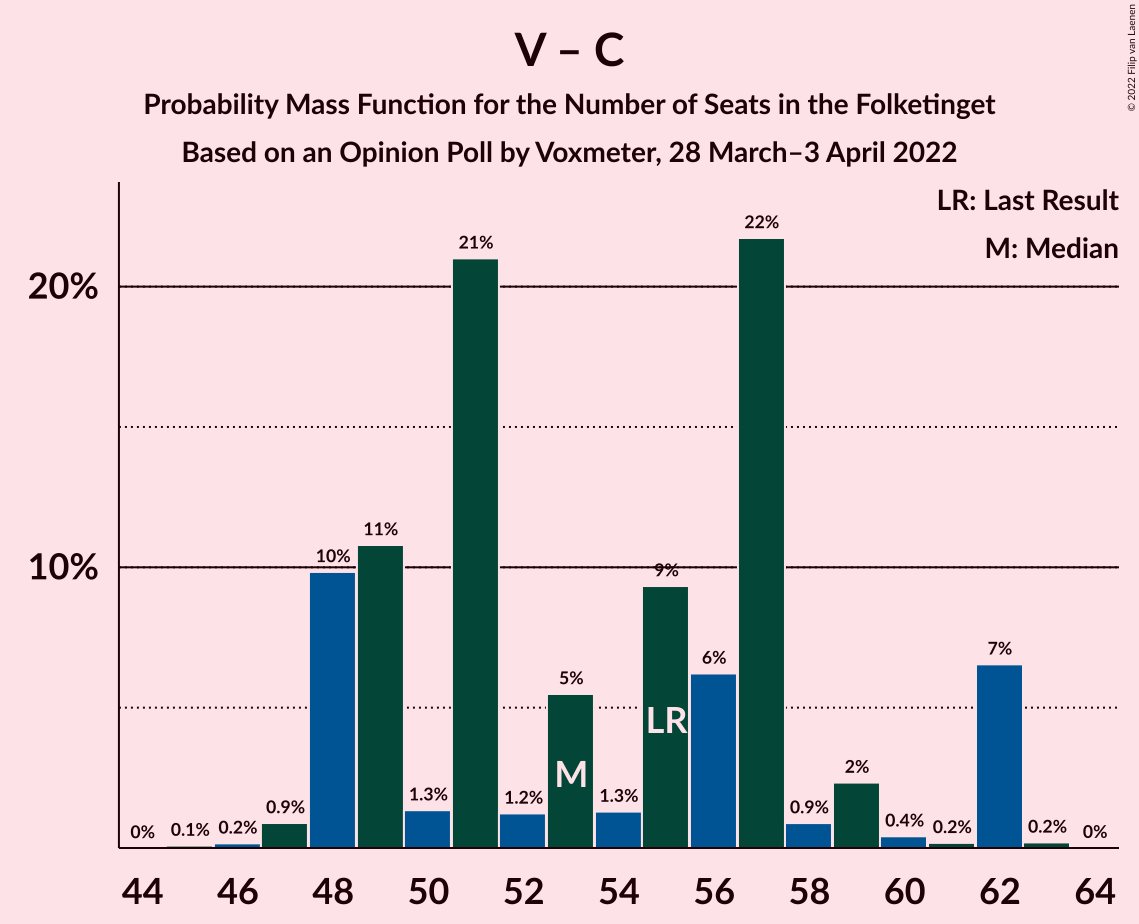 V – C
Probability Mass Function for the Number of Seats in the Folketinget
Based on an Opinion Poll by Voxmeter, 28 March–3 April 2022
© 2022 Filip van Laenen
LR: Last Result
M: Median
20%
10%
0%
0.1%
0.2%
0.9%
10%
11%
1.3%
21%
1.2%
5%
1.3%
9%
6%
22%
0.9%
2%
0.4%
0.2%
7%
0.2%
0%
M
LR
44 46 48 50 52 54 56 58 60 62 64